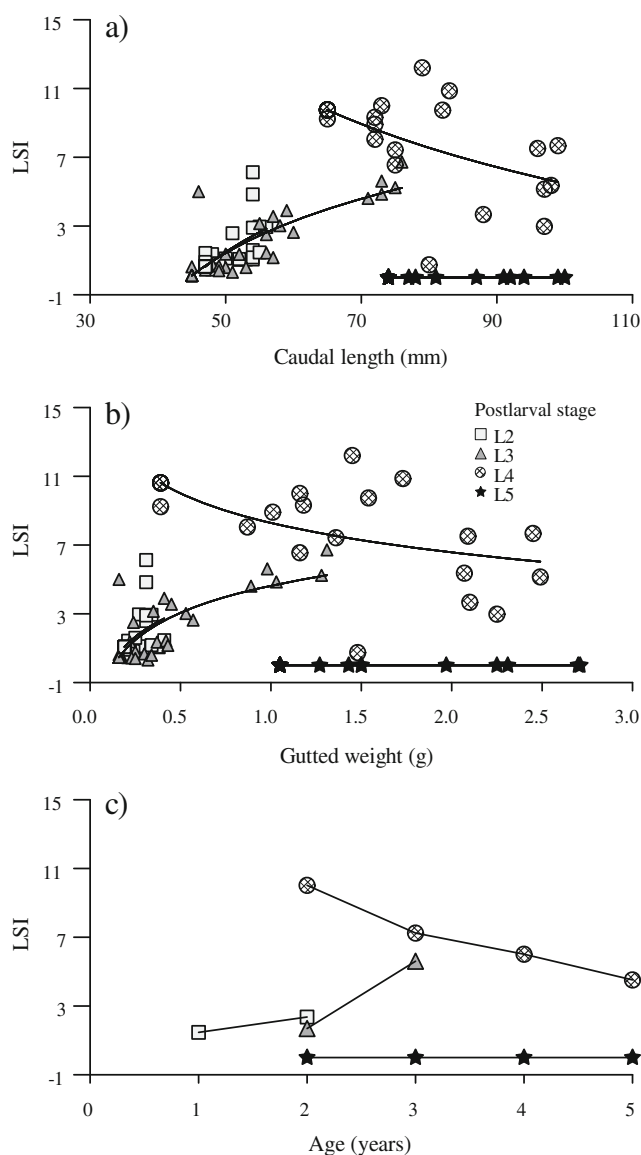 a)
15
11
7
3
-1
LSI
30 50 70 90 110
Caudal length (mm)
b)
Postlarval stage
L2
L3
L4
L5
15
11
7
3
-1
LSI
0.0 0.5 1.0 1.5 2.0 2.5 3.0
Gutted weight (g)
c)
15
11
7
3
-1
LSI
0 1 2 3 4 5
Age (years)